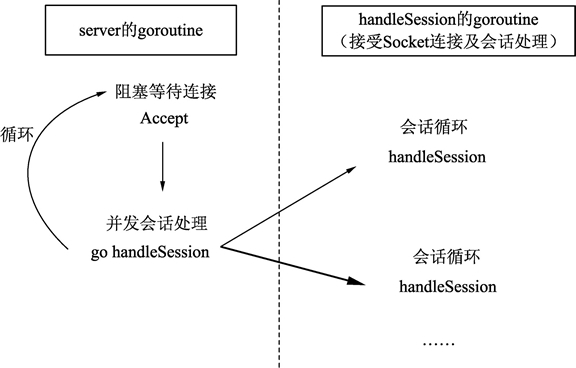 server的goroutine
handleSession的goroutine
（接受Socket连接及会话处理）
阻塞等待连接
Accept
循环
并发会话处理
go handleSession
会话循环
handleSession
会话循环
handleSession
……